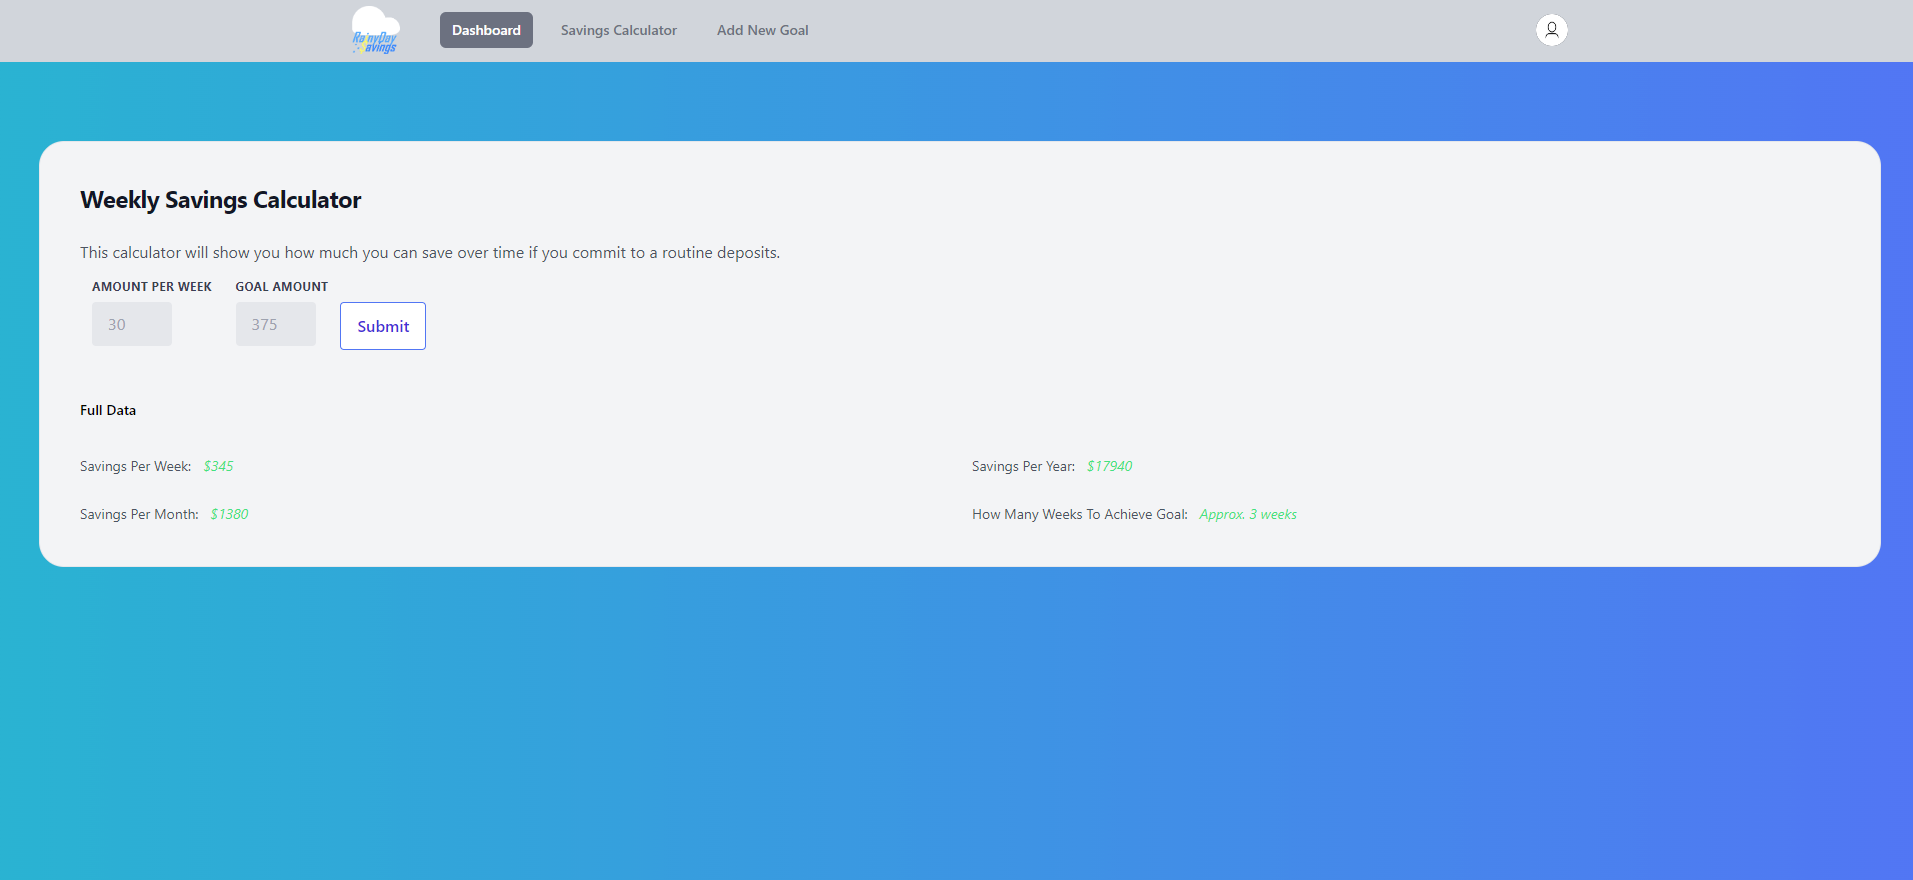 RainyDay
Savings
Dashboard
Savings Calculator
Add New Goal
Weekly Savings Calculator
This calculator will show you how much you can save over time if you commit to a routine deposits.
AMOUNT PER WEEK
GOAL AMOUNT
30
375
Submit
Full Data
Savings Per Week: $345
Savings Per Year: $17940
Savings Per Month: $1380
How Many Weeks To Achieve Goal: Approx. 3 weeks